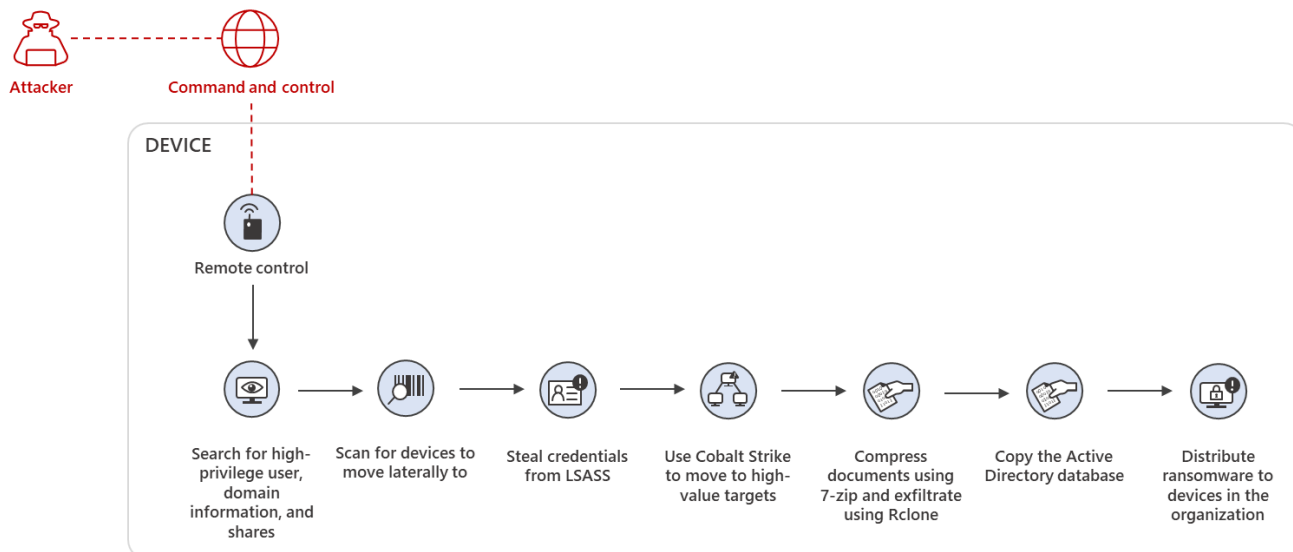 Attacker
Command and control
DEVICE
Remote control
Search for high-
privilege user,
domain
information, and
shares
Scan for devices to
move laterally to
Steal credentials
from LSASS
Use Cobalt Strike
to move to high-
value targets
Compress
documents using
7-zip and exfiltrate
using Rclone
Copy the Active
Directory database
Distribute
ransomware to
devices in the
organization